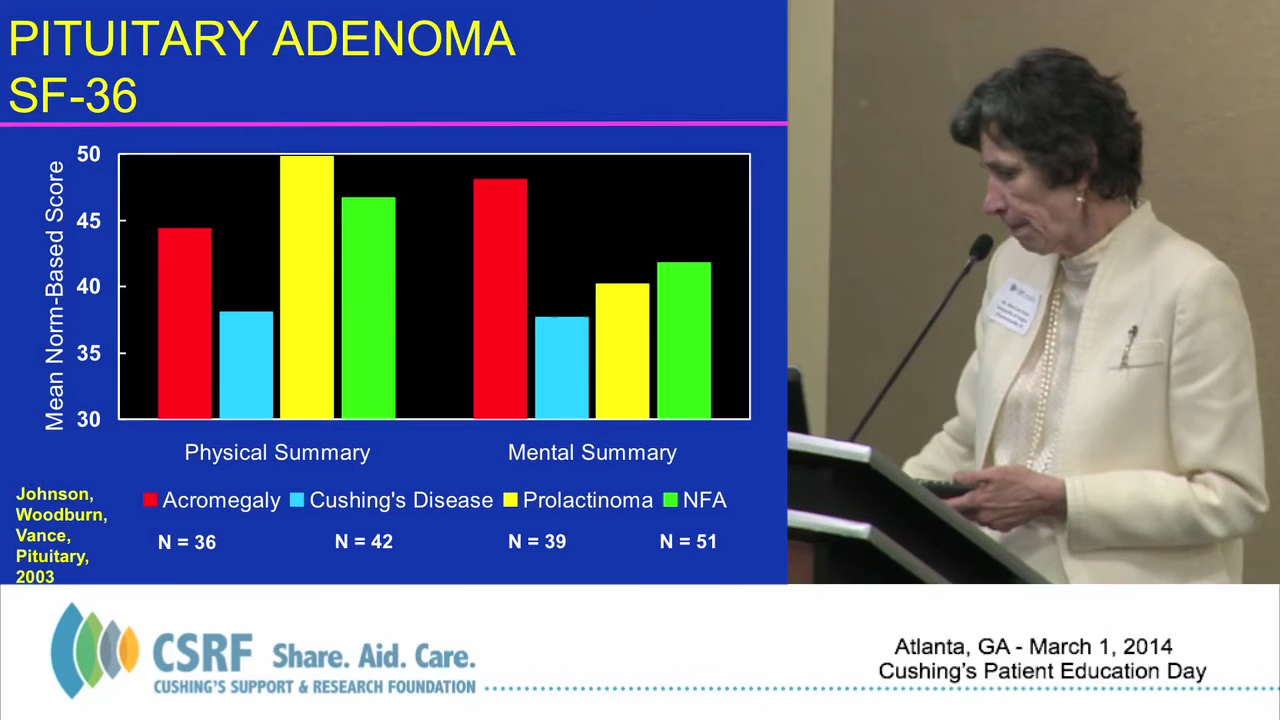 PITUITARY ADENOMA
SF-36
Mean Norm-Based Score
50
45
40
35
30
Physical Summary
Mental Summary
Acromegaly
Cushing's Disease
Prolactinoma
NFA
N = 36
N = 42
N = 39
N = 51
Johnson,
Woodburn,
Vance,
Pituitary,
2003
CSRF
CSRF Share. Aid. Care.
CUSHING'S SUPPORT & RESEARCH FOUNDATION
Atlanta, GA - March 1, 2014
Cushing's Patient Education Day